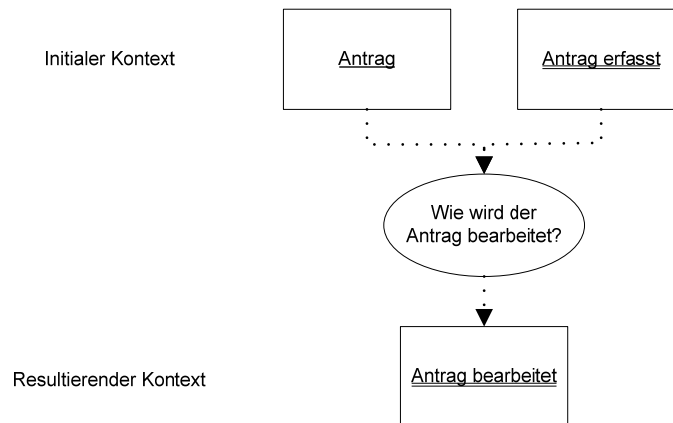 Initialer Kontext
Antrag
Antrag erfasst
Wie wird der
Antrag bearbeitet?
Resultierender Kontext
Antrag bearbeitet